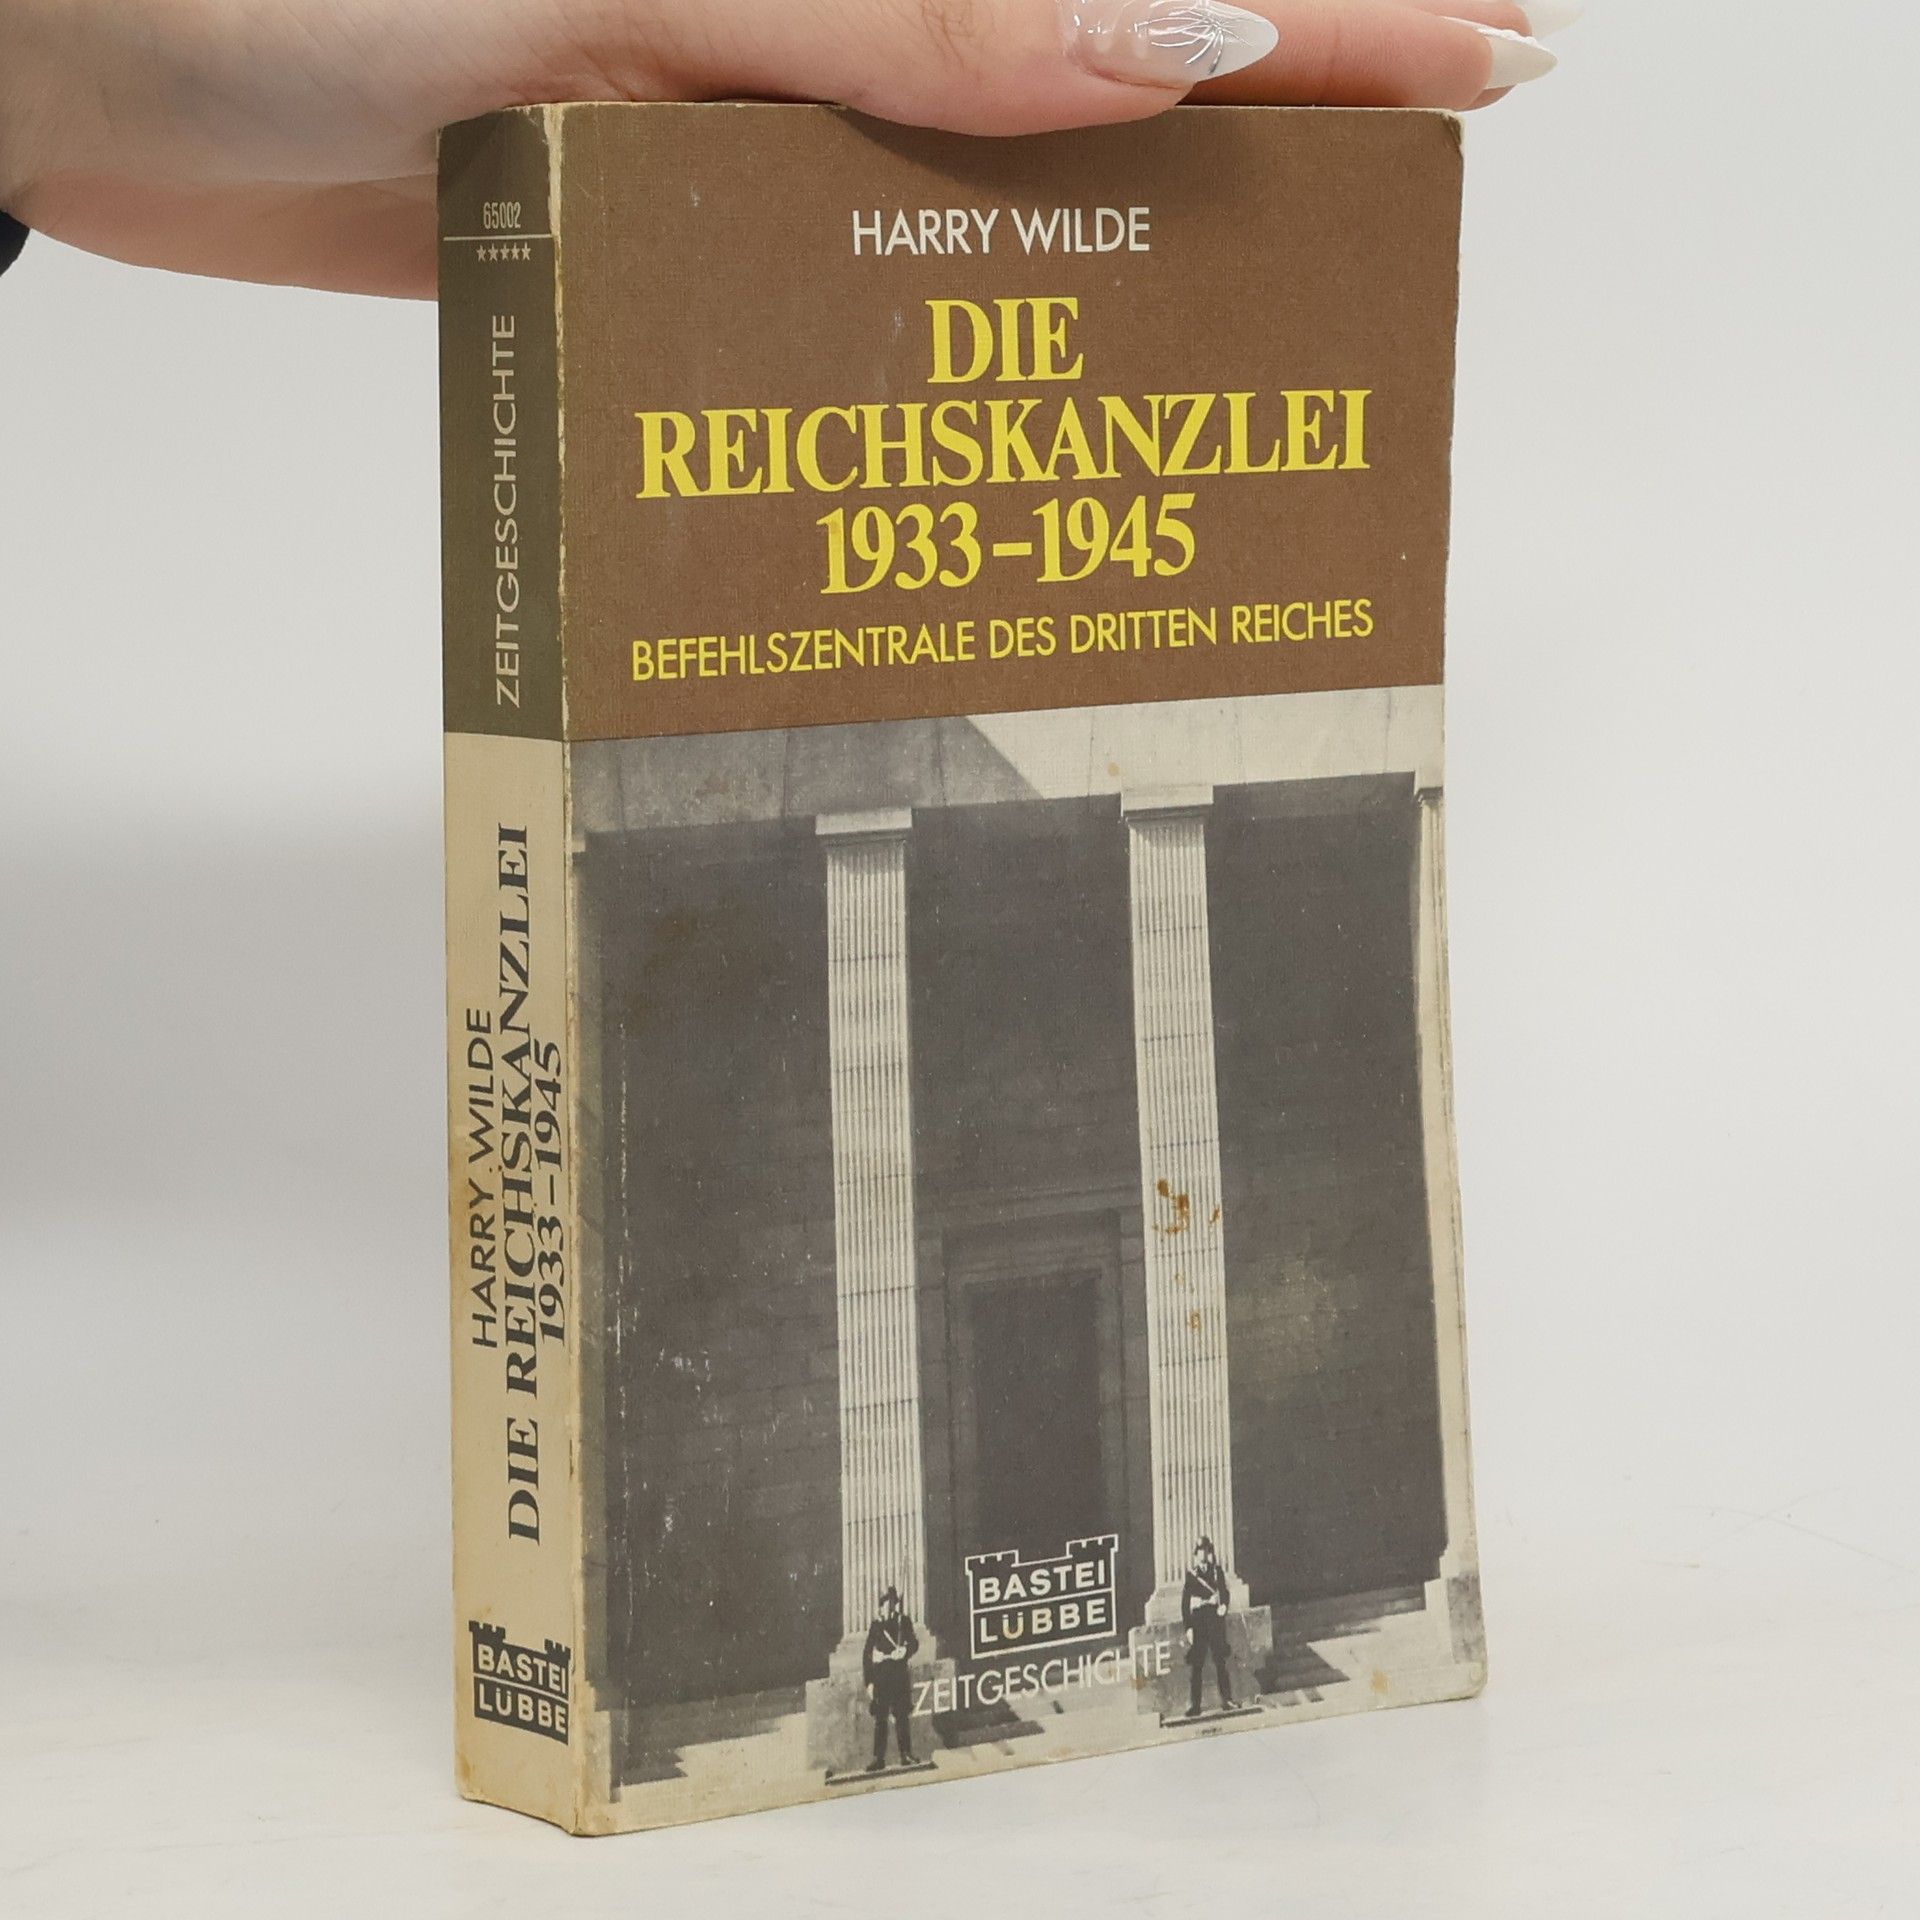 65002
★★★★★
ZEITGESCHICHTE
HARRY WILDE
DIE REICHSKANZLEI
1933–1945
BASTEI
LÜBBE
HARRY WILDE
DIE
REICHSKANZLEI
1933–1945
BEFEHLSZENTRALE DES DRITTEN REICHES
BASTEI
LÜBBE
ZEITGESCHICHTE